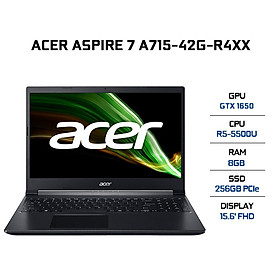 ACER ASPIRE 7 A715-42G-R4XX
GPU
GTX 1650
CPU
R5-5500U
RAM
8GB
SSD
256GB PCIe
DISPLAY
15.6' FHD
acer
acer